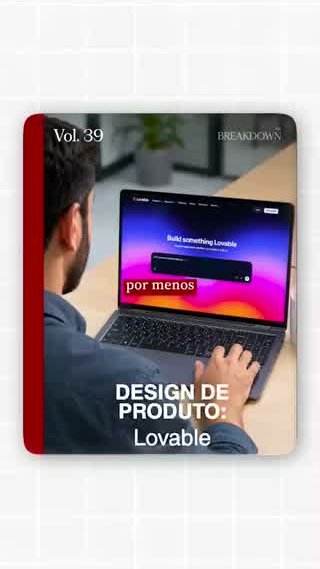 Vol. 39
BREAKDOWN
Lovable
Build something Lovable
por menos
DESIGN DE
PRODUTO:
Lovable